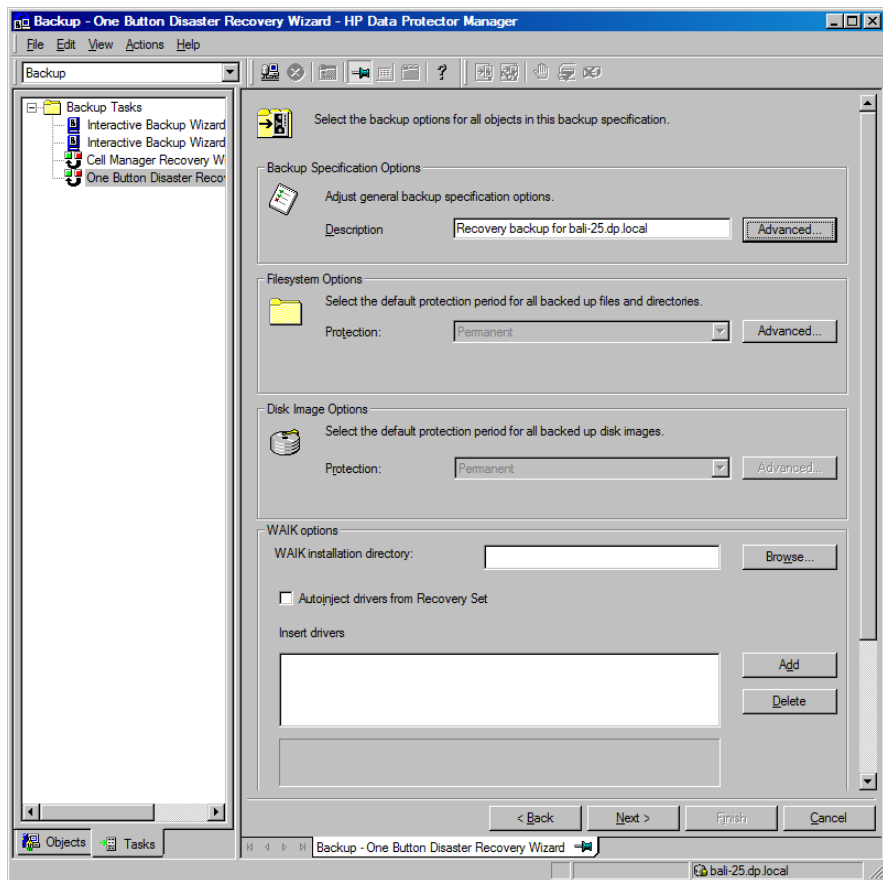 Backup - One Button Disaster Recovery Wizard - HP Data Protector Manager
File Edit View Actions Help
Backup
Backup Tasks
Interactive Backup Wizard
Interactive Backup Wizard
Cell Manager Recovery Wi
One Button Disaster Reco
Select the backup options for all objects in this backup specification.
Backup Specification Options
Adjust general backup specification options.
Description
Recovery backup for bali-25.dp.local
Advanced...
Filesystem Options
Select the default protection period for all backed up files and directories.
Protection:
Permanent
Advanced...
Disk Image Options
Select the default protection period for all backed up disk images.
Protection:
Permanent
Advanced...
WAIK options
WAIK installation directory:
Browse...
Autoinject drivers from Recovery Set
Insert drivers
Add
Delete
< Back
Next >
Finish
Cancel
Objects
Tasks
Backup - One Button Disaster Recovery Wizard
bali-25.dp.local